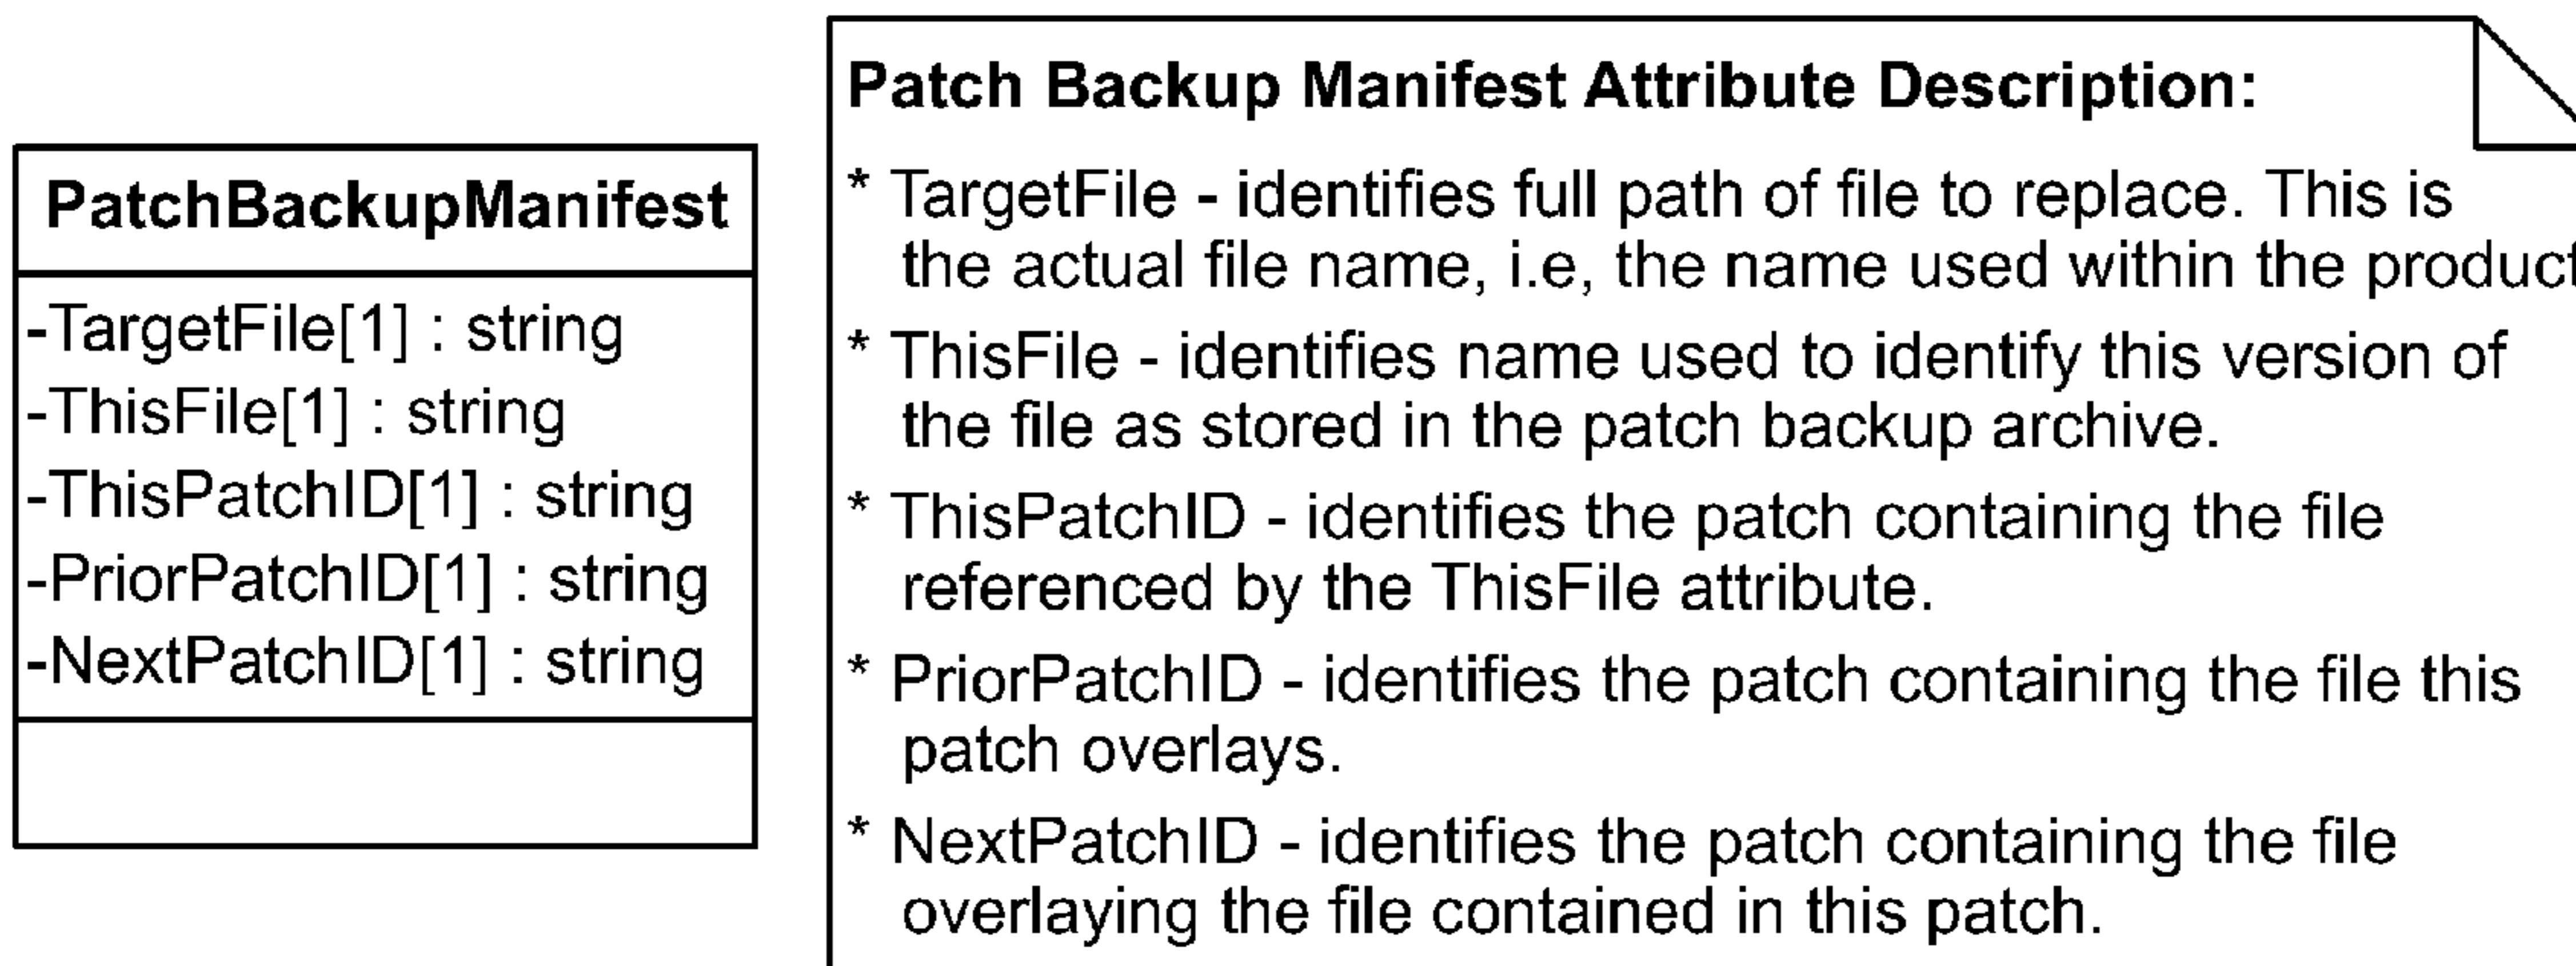 PatchBackupManifest
-TargetFile[1] : string
-ThisFile[1] : string
-ThisPatchID[1] : string
-PriorPatchID[1] : string
-NextPatchID[1] : string
Patch Backup Manifest Attribute Description:
* TargetFile - identifies full path of file to replace. This is
the actual file name, i.e, the name used within the product
* ThisFile - identifies name used to identify this version of
the file as stored in the patch backup archive.
* ThisPatchID - identifies the patch containing the file
referenced by the ThisFile attribute.
* PriorPatchID - identifies the patch containing the file this
patch overlays.
* NextPatchID - identifies the patch containing the file
overlaying the file contained in this patch.